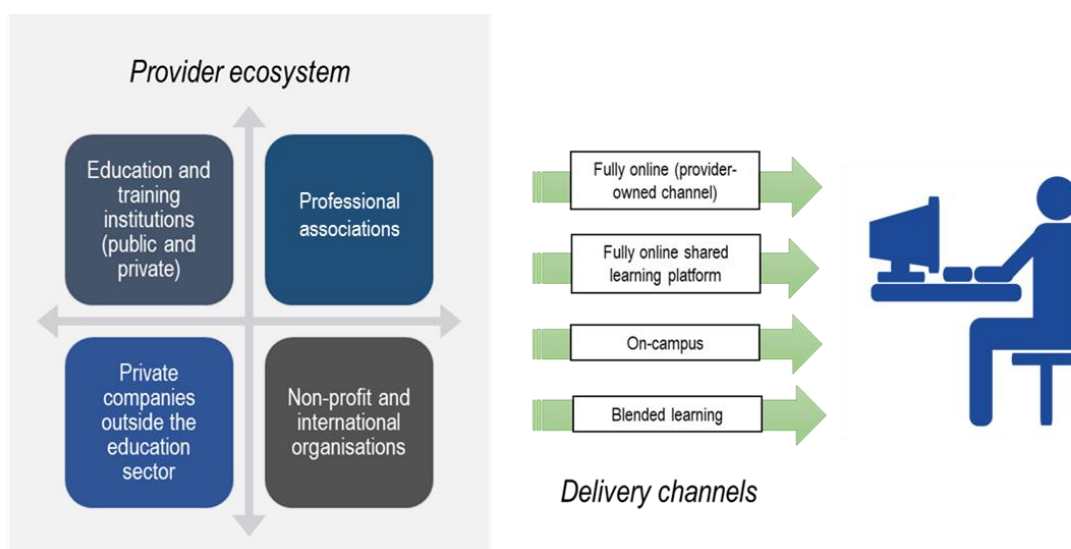 Provider ecosystem
Education and
training
institutions
(public and
private)
Professional
associations
Private
companies
outside the
education
sector
Non-profit and
international
organisations
Fully online (provider-
owned channel)
Fully online shared
learning platform
On-campus
Blended learning
Delivery channels